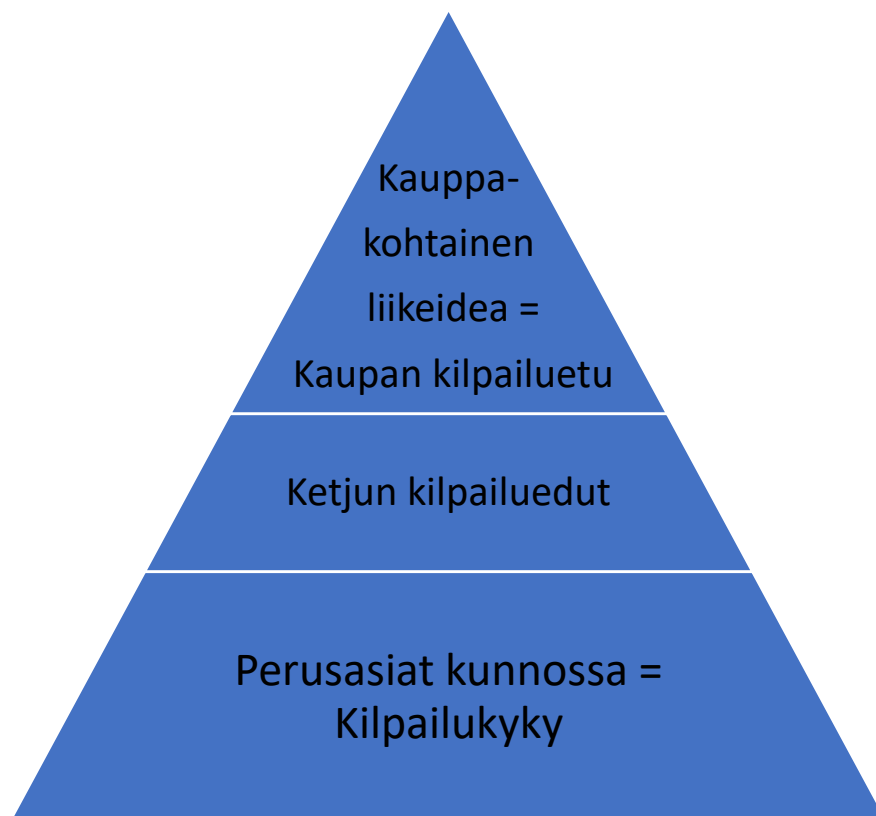 Kauppa-
kohtainen
liikeidea =
Kaupan kilpailuetu
Ketjun kilpailuedut
Perusasiat kunnossa =
Kilpailukyky